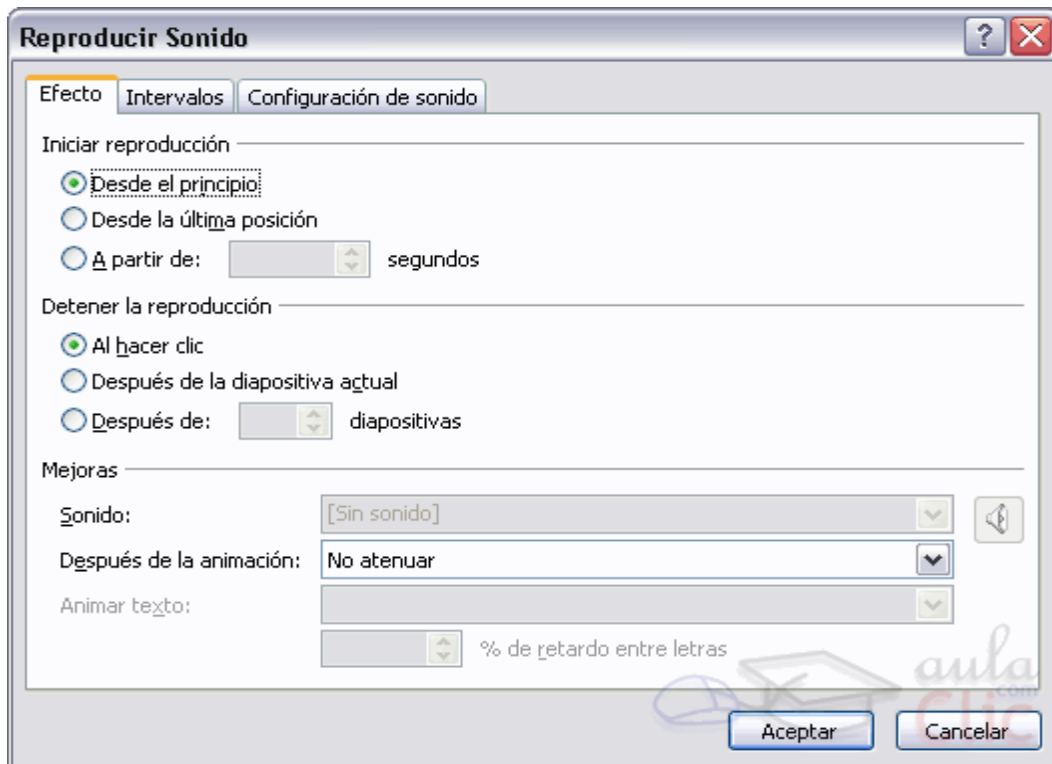 Reproducir Sonido
Efecto Intervalos Configuración de sonido
Iniciar reproducción
Desde el principio
Desde la última posición
A partir de: segundos
Detener la reproducción
Al hacer clic
Después de la diapositiva actual
Después de: diapositivas
Mejoras
Sonido: [Sin sonido]
Después de la animación: No atenuar
Animar texto:
% de retardo entre letras
aula
.com
Clic
Aceptar Cancelar